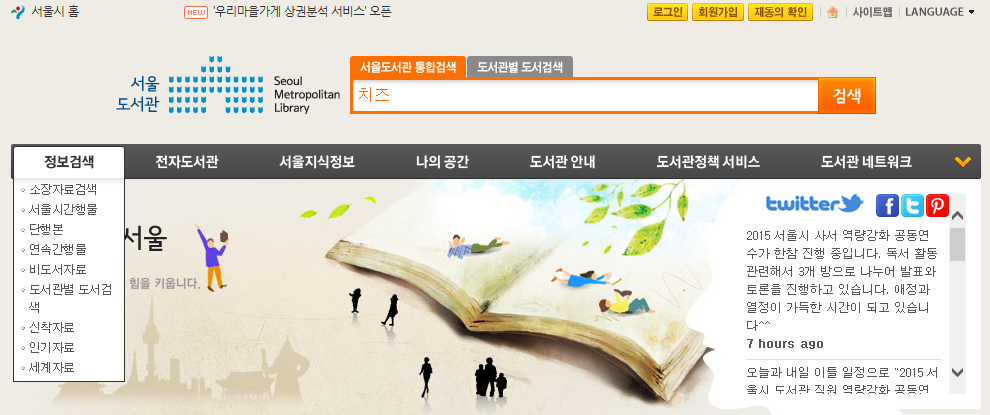 서울시 홈
NEW '우리마을가게 상권분석 서비스' 오픈
로그인 회원가입 재동의 확인 사이트맵 LANGUAGE
서울도서관 통합검색 도서관별 도서검색
서울
도서관
Seoul
Metropolitan
Library
치즈 검색
정보검색 전자도서관 서울지식정보 나의 공간 도서관 안내 도서관정책 서비스 도서관 네트워크
소장자료검색
서울시간행물
단행본
연속간행물
비도서자료
도서관별 도서검
색
신착자료
인기자료
세계자료
서울
힘을 키웁니다.
twitter
2015 서울시 사서 역량강화 공동연
수가 한참 진행 중입니다. 독서 활동
관련해서 3개 방으로 나누어 발표와
토론을 진행하고 있습니다. 애정과
열정이 가득한 시간이 되고 있습니
다^^
7 hours ago
오늘과 내일 이틀 일정으로 "2015 서
울시 도서관 직원 역량강화 공동연